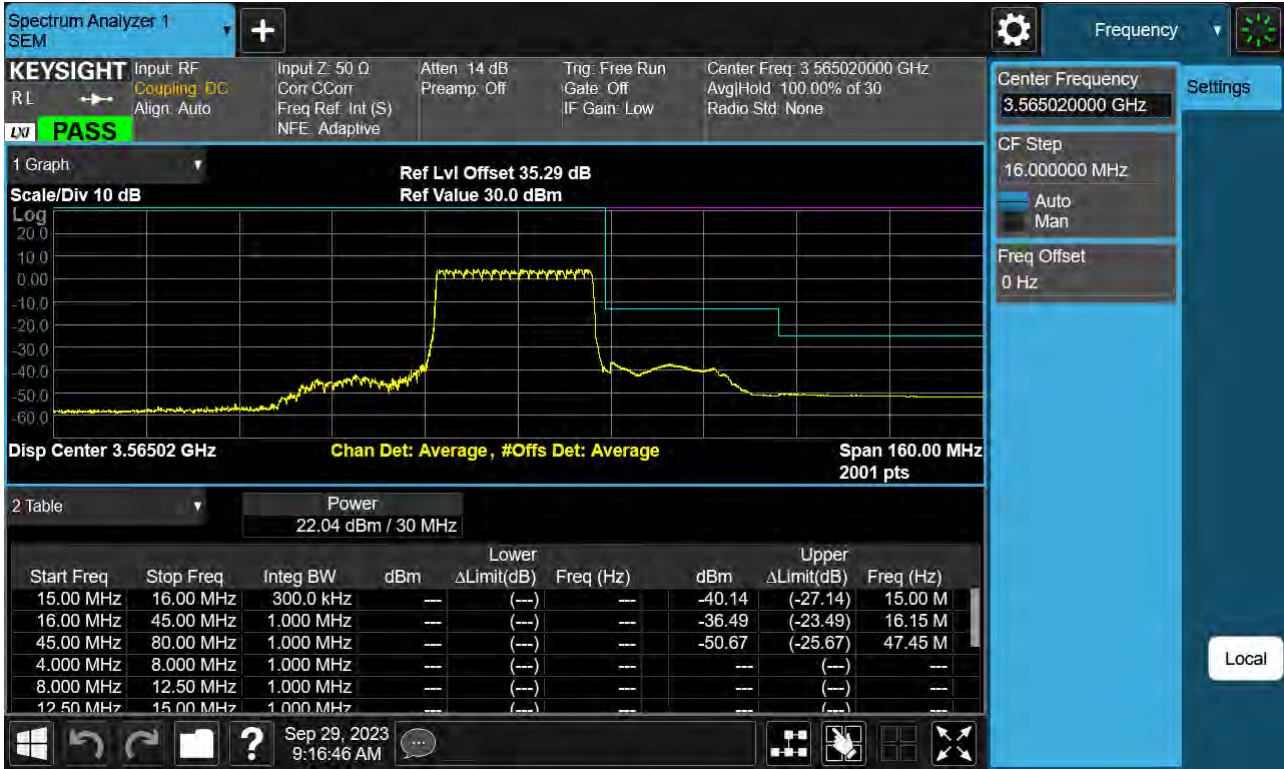 Spectrum Analyzer 1
SEM
+
Frequency
KEYSIGHT
RL
LXI
PASS
Input: RF
Coupling: DC
Align: Auto
Input Z: 50 Ω
Corr CCorr
Freq Ref: Int (S)
NFE: Adaptive
Atten: 14 dB
Preamp: Off
Trig: Free Run
Gate: Off
IF Gain: Low
Center Freq: 3.565020000 GHz
Avg|Hold: 100.00% of 30
Radio Std: None
Center Frequency
3.565020000 GHz
Settings
CF Step
16.000000 MHz
Auto
Man
Freq Offset
0 Hz
Local
1 Graph
Scale/Div 10 dB
Ref Lvl Offset 35.29 dB
Ref Value 30.0 dBm
Log
20.0
10.0
0.00
-10.0
-20.0
-30.0
-40.0
-50.0
-60.0
Disp Center 3.56502 GHz
Chan Det: Average, #Offs Det: Average
Span 160.00 MHz
2001 pts
2 Table
Power
22.04 dBm / 30 MHz
Lower Upper
Start Freq Stop Freq Integ BW dBm ΔLimit(dB) Freq (Hz) dBm ΔLimit(dB) Freq (Hz)
15.00 MHz 16.00 MHz 300.0 kHz --- (---) --- -40.14 (-27.14) 15.00 M
16.00 MHz 45.00 MHz 1.000 MHz --- (---) --- -36.49 (-23.49) 16.15 M
45.00 MHz 80.00 MHz 1.000 MHz --- (---) --- -50.67 (-25.67) 47.45 M
4.000 MHz 8.000 MHz 1.000 MHz --- (---) --- --- (---) ---
8.000 MHz 12.50 MHz 1.000 MHz --- (---) --- --- (---) ---
12.50 MHz 15.00 MHz 1.000 MHz --- (---) --- --- (---) ---
?
Sep 29, 2023
9:16:46 AM